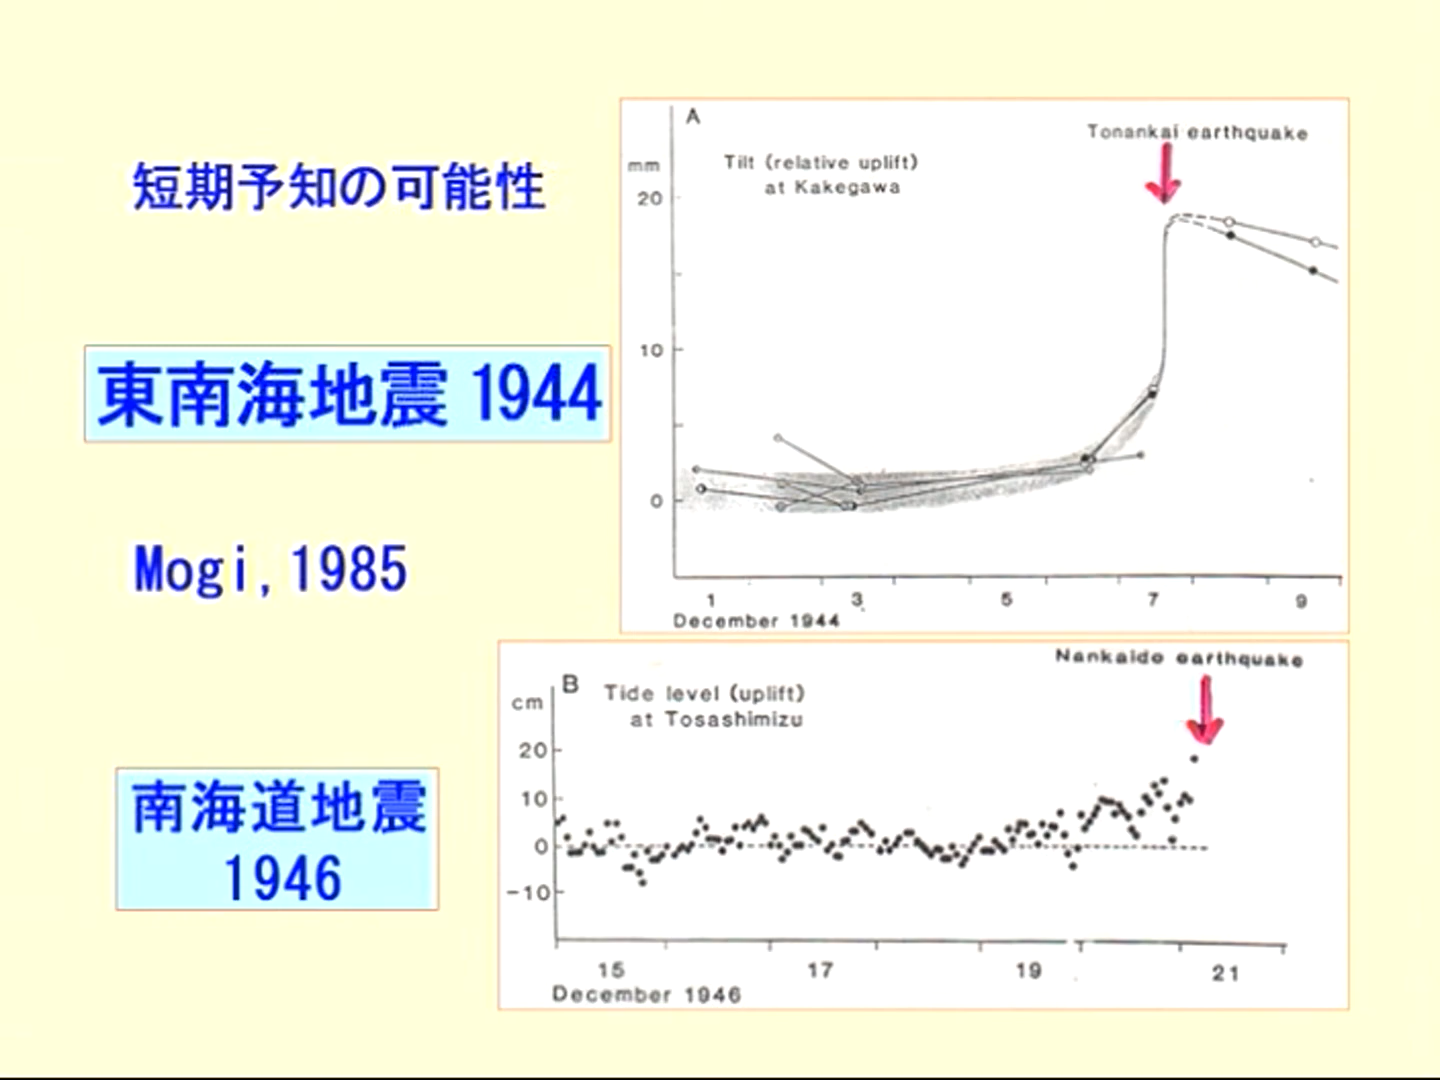 短期予知の可能性
東南海地震 1944
Mogi, 1985
南海道地震
1946
A
Tonankai earthquake
mm
Tilt (relative uplift)
at Kakegawa
20
10
0
1 3 5 7 9
December 1944
Nankaido earthquake
B
cm
Tide level (uplift)
at Tosashimizu
20
10
0
-10
15 17 19 21
December 1946